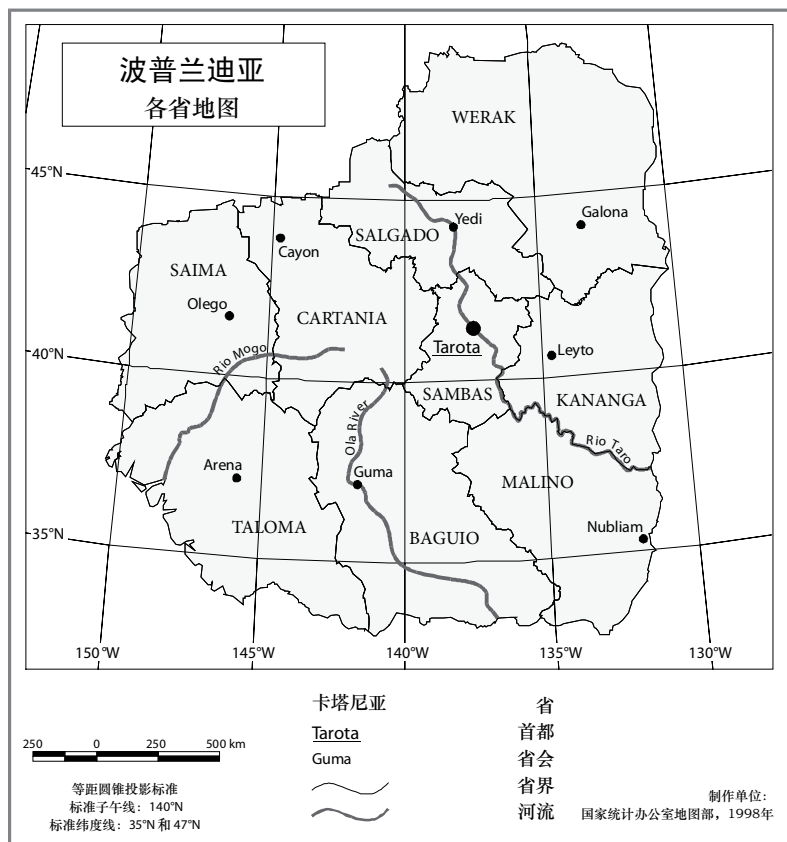 波普兰迪亚
各省地图
WERAK
45°N
Galona
Yedi
SALGADO
Cayon
SAIMA
Olego
CARTANIA
Tarota
Leyto
40°N
Rio Mogo
SAMBAS
KANANGA
Ola River
Rio Taro
Arena
Guma
MALINO
TALOMA
BAGUIO
Nubliam
35°N
150°W
145°W
140°W
135°W
130°W
卡塔尼亚 省
Tarota 首都
Guma 省会
省界
河流
250 0 250 500 km
等距圆锥投影标准
标准子午线：140°N
标准纬度线：35°N 和 47°N
制作单位：
国家统计办公室地图部，1998年